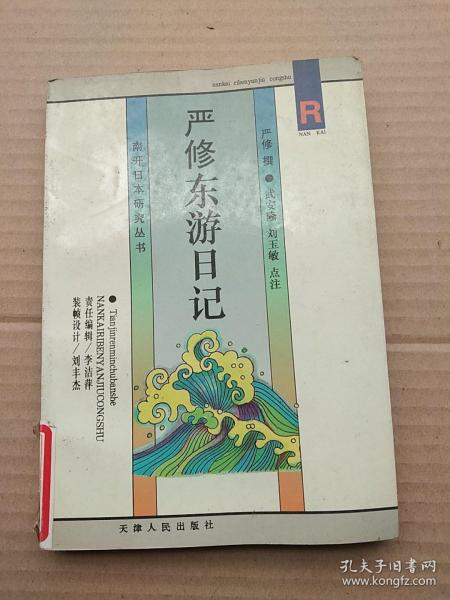 nankai ribenyanjiu congshu
R
NAN KAI
严修东游日记
严修 撰 ● 武安隆 刘玉敏 点注
南开日本研究丛书
● Tianjinrenminchubanshe
NANKAIRIBENYANJIUCONGSHU
责任编辑/李洁萍
装帧设计/刘丰杰
天津人民出版社
孔夫子旧书网
www.kongfz.com